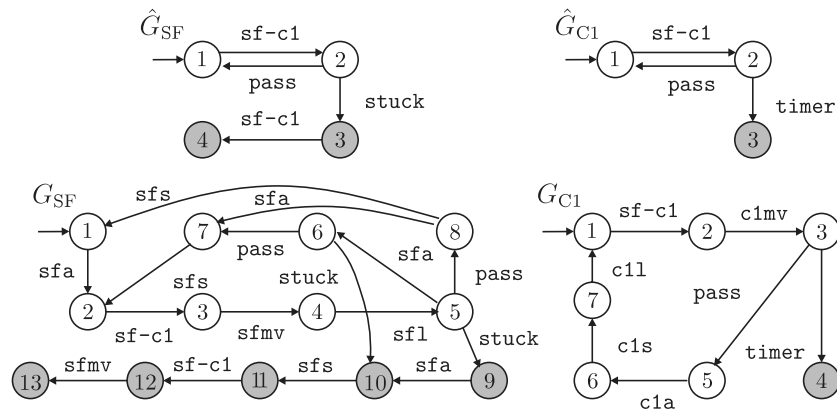 Ĝ_SF
sf-c1
1 2
pass
stuck
sf-c1
4 3
Ĝ_C1
sf-c1
1 2
pass
timer
3
G_SF
sfs
sfa
1 7 6 8
pass
sfa
sfa
sfs
stuck
pass
2 3 4 5
sf-c1
sfmv
sfl
stuck
sfmv
sf-c1
sfs
sfa
13 12 11 10 9
G_C1
sf-c1
c1mv
1 2 3
c1l
pass
7
c1s
timer
6 5 4
c1a